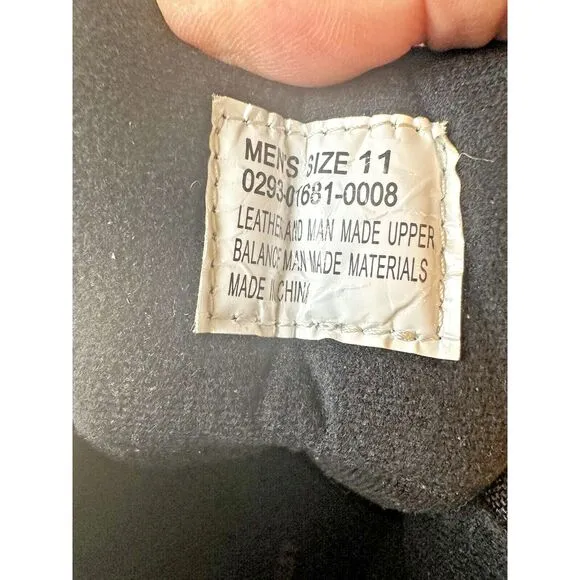 MEN'S SIZE 11
0293-01681-0008
LEATHER AND MAN MADE UPPER
BALANCE MAN MADE MATERIALS
MADE IN CHINA